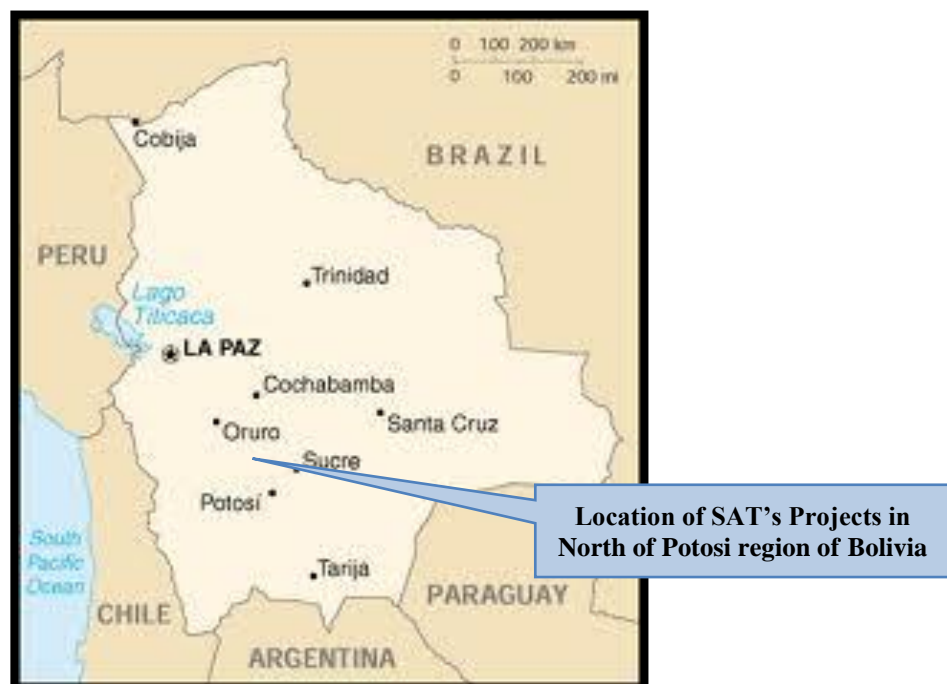 0 100 200 km
0 100 200 mi
Cobija
BRAZIL
PERU
Trinidad
Lago
Titicaca
LA PAZ
Cochabamba
Santa Cruz
Oruro
Sucre
Potosí
Location of SAT's Projects in
North of Potosi region of Bolivia
South
Pacific
Ocean
Tarija
PARAGUAY
CHILE
ARGENTINA